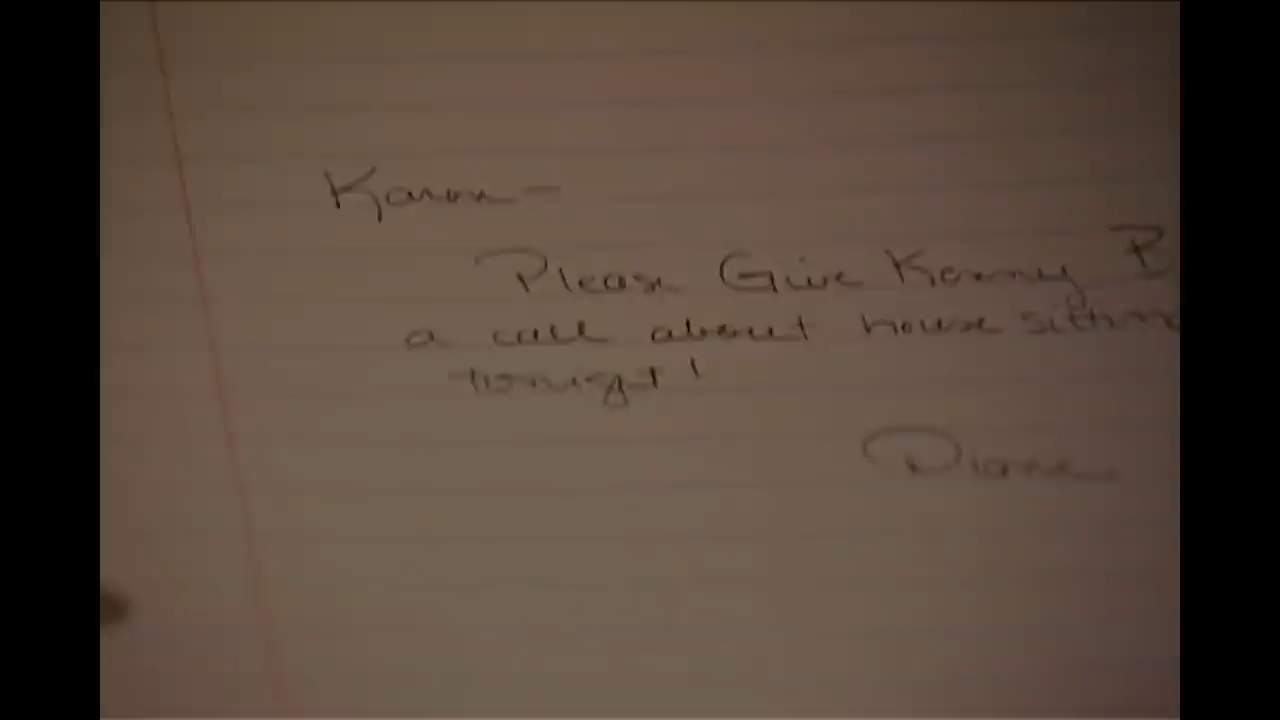 Karen -
Please Give Kenny P
a call about house sitting
tonight!
Diane